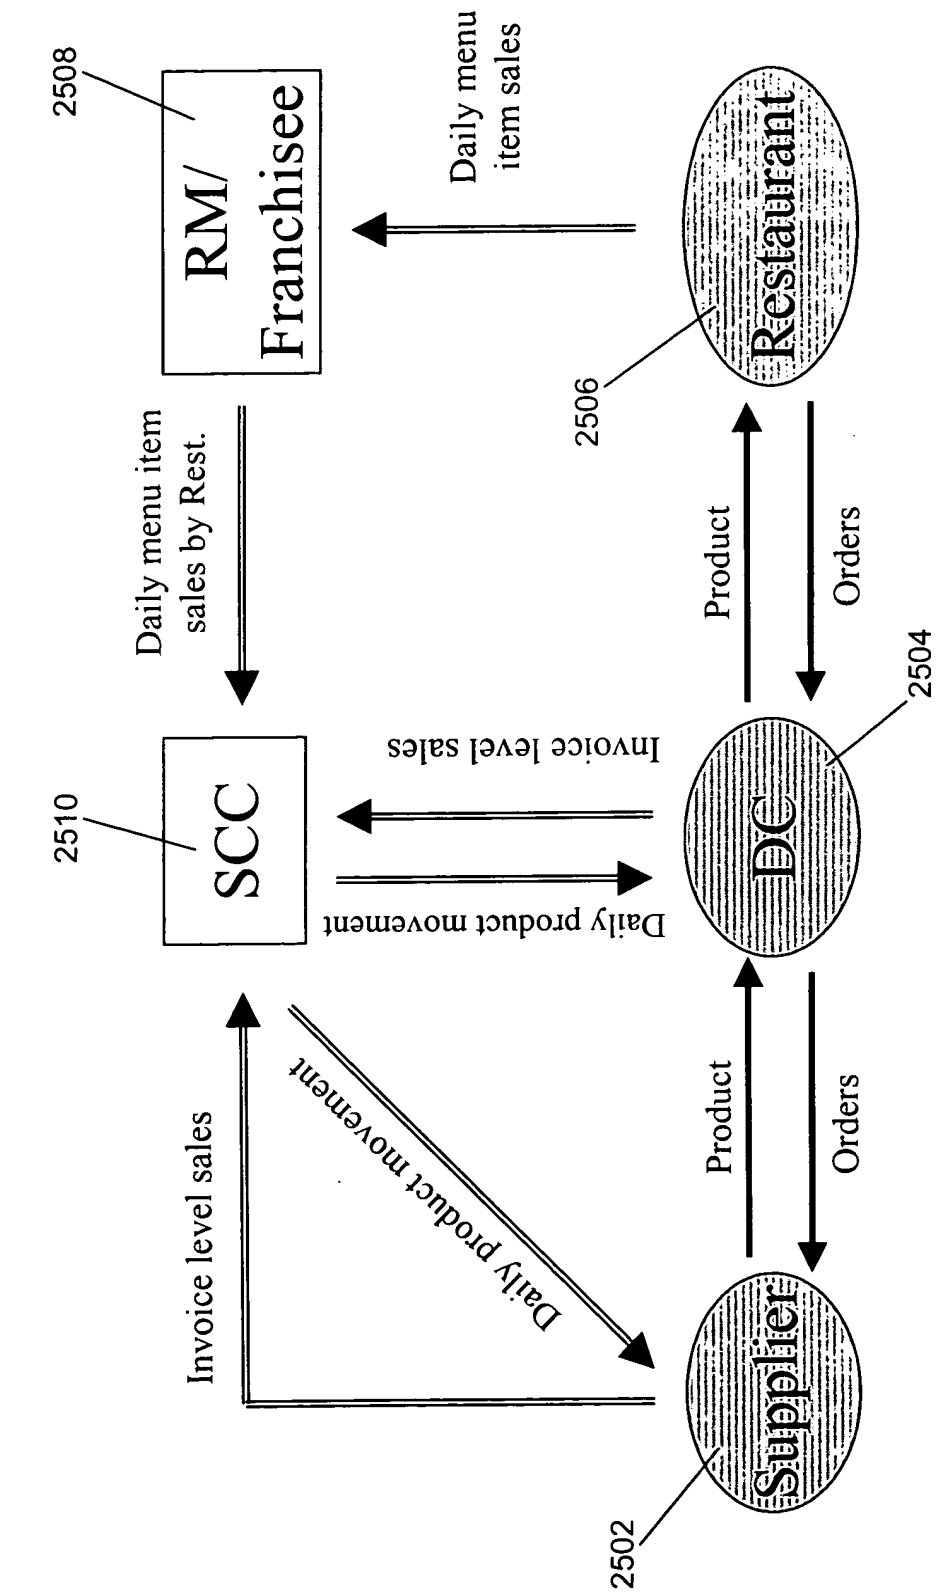 2510
2508
SCC
RM/
Franchisee
Daily menu item
sales by Rest.
Invoice level sales
Daily product movement
Daily product movement
Invoice level sales
Daily menu
item sales
2506
2502
Supplier
Product
Orders
DC
2504
Product
Orders
Restaurant